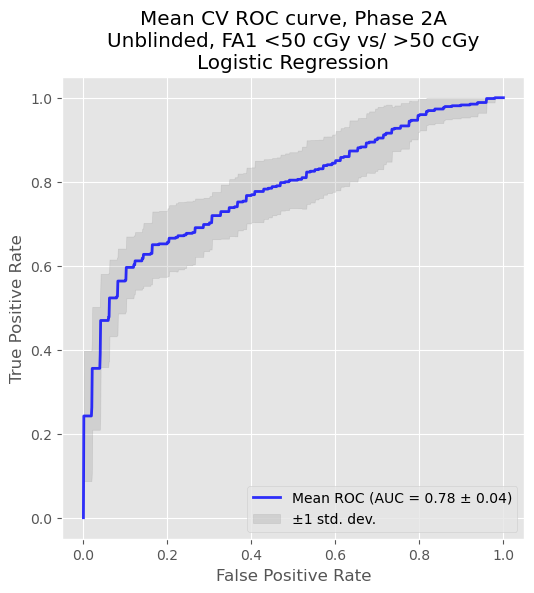 Mean CV ROC curve, Phase 2A
Unblinded, FA1 <50 cGy vs/ >50 cGy
Logistic Regression
True Positive Rate
1.0
0.8
0.6
0.4
0.2
0.0
Mean ROC (AUC = 0.78 ± 0.04)
±1 std. dev.
0.0 0.2 0.4 0.6 0.8 1.0
False Positive Rate